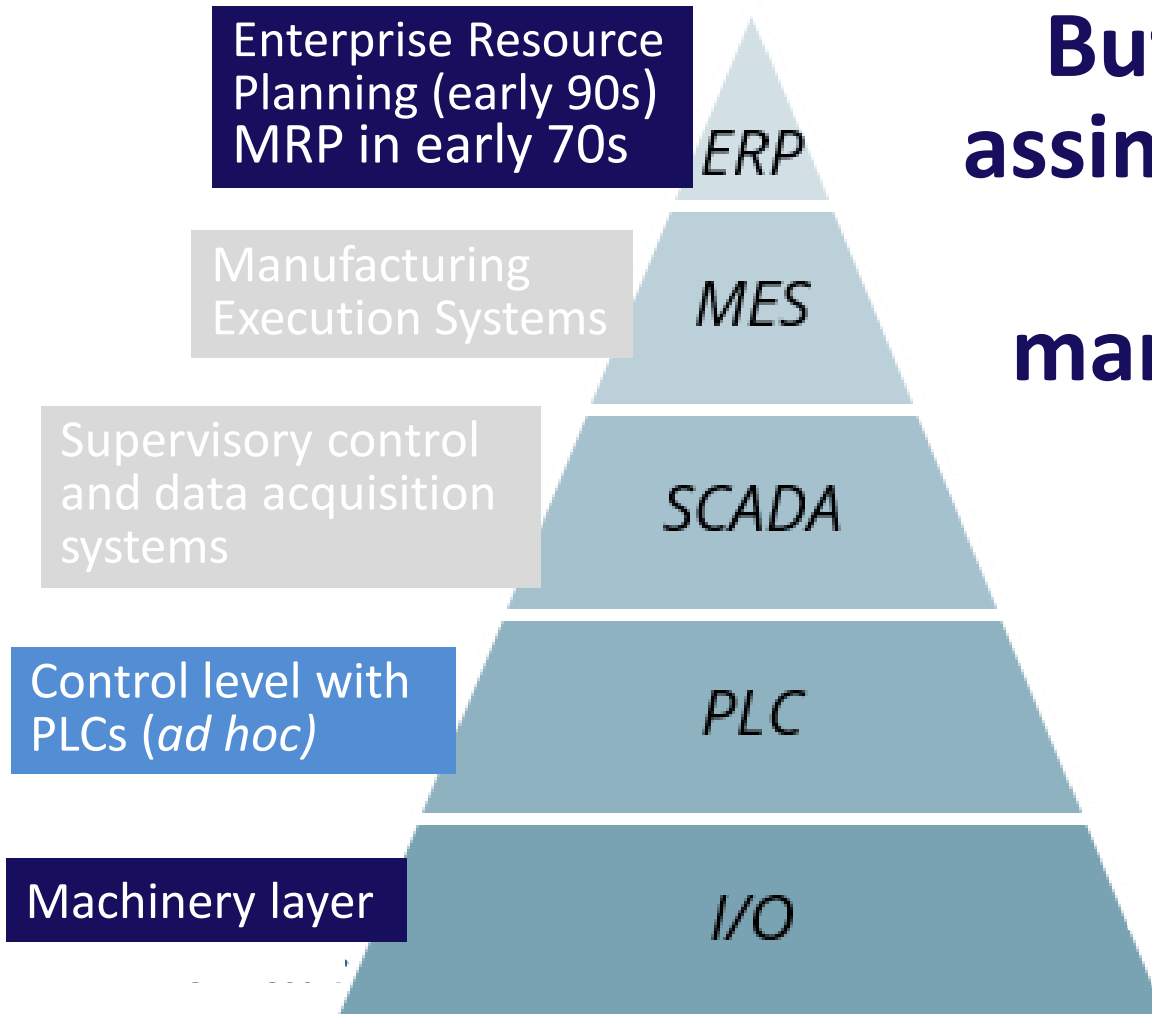 Enterprise Resource
Planning (early 90s)
MRP in early 70s
ERP
Manufacturing
Execution Systems
MES
Supervisory control
and data acquisition
systems
SCADA
Control level with
PLCs (ad hoc)
PLC
Machinery layer
I/O